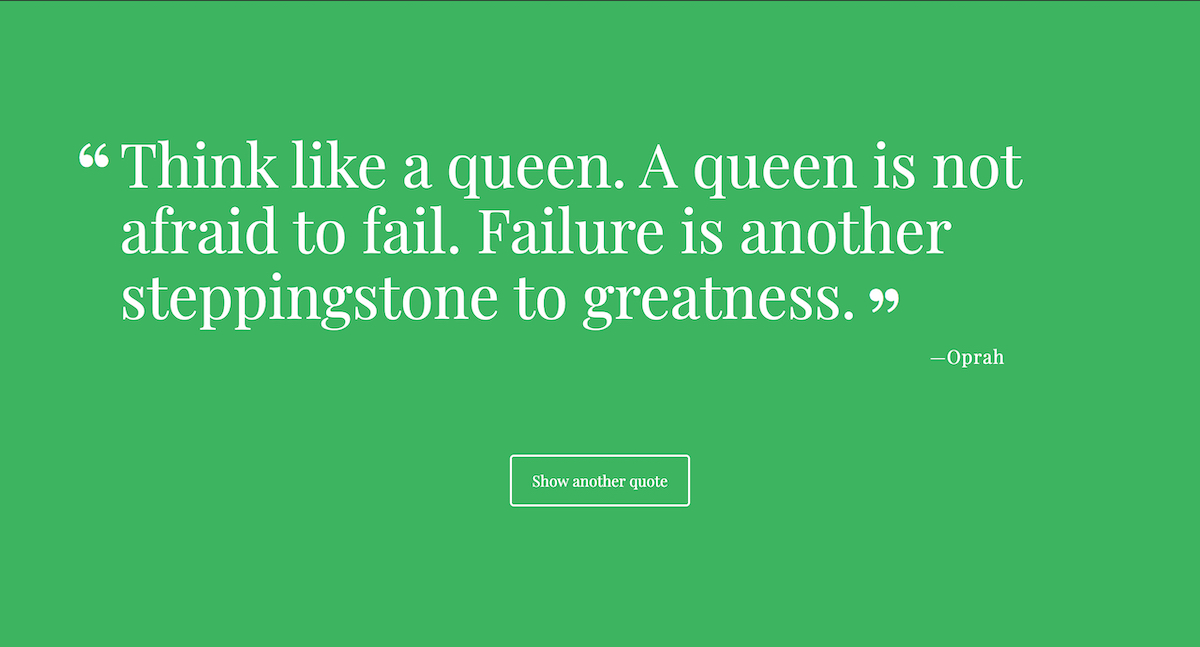 “ Think like a queen. A queen is not
afraid to fail. Failure is another
steppingstone to greatness. ”
—Oprah
Show another quote